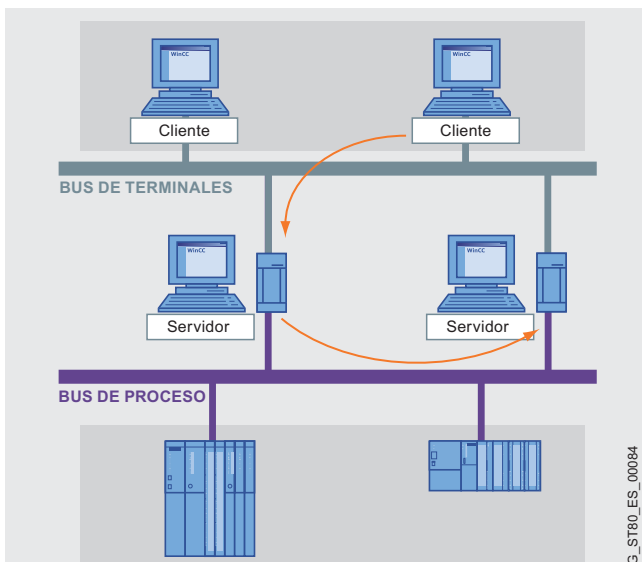 WinCC
WinCC
Cliente
Cliente
BUS DE TERMINALES
WinCC
WinCC
Servidor
Servidor
BUS DE PROCESO
G_ST80_ES_00084